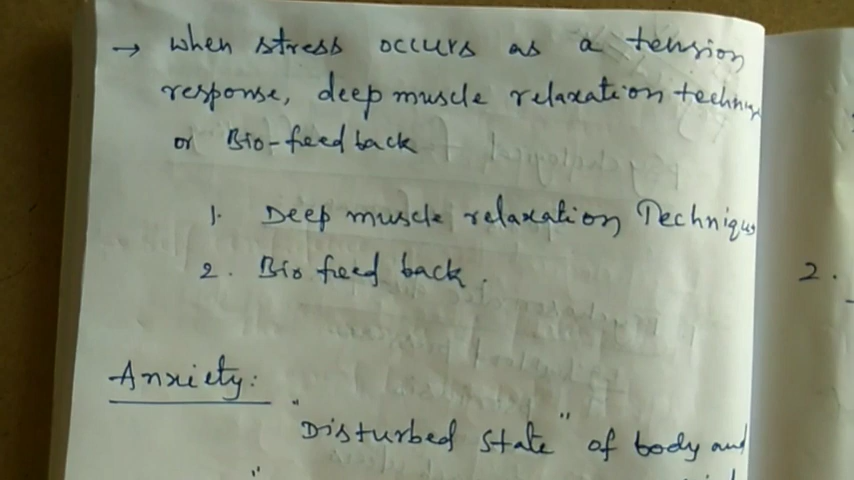 → When stress occurs as a tension
response, deep muscle relaxation techniq
or Bio-feed back
1. Deep muscle relaxation Techniques
2. Bio feed back.
2.
Anxiety:
"Disturbed state" of body and